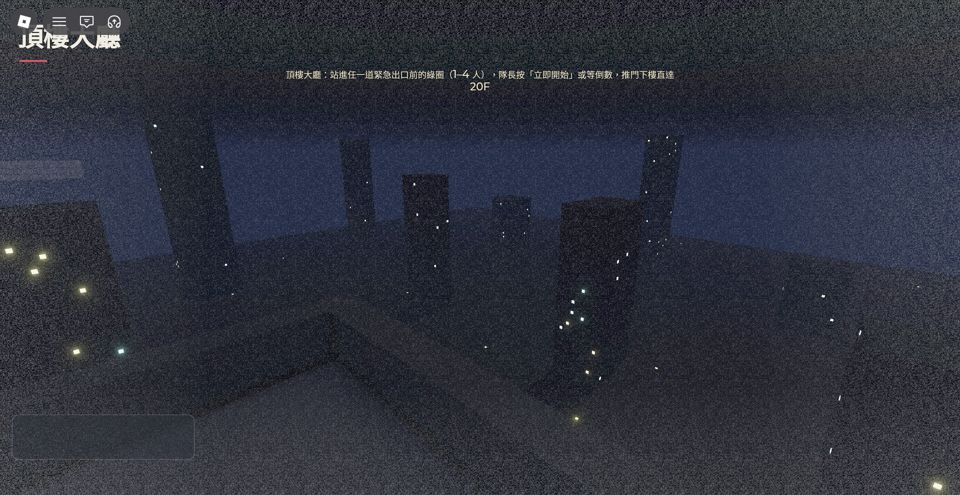 頂樓大廳
頂樓大廳：站進任一道緊急出口前的綠圈（1–4 人），隊長按「立即開始」或等倒數，推門下樓直達
20F